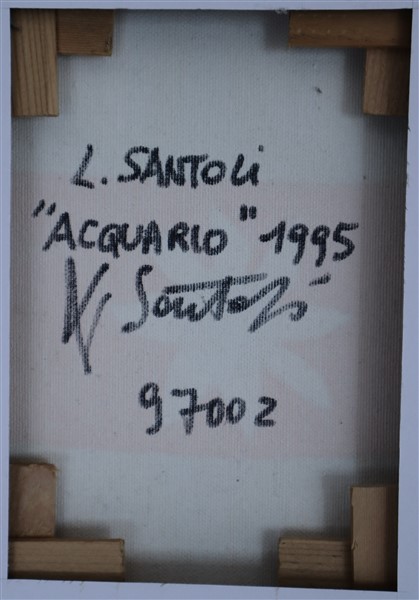 L. SANTOLi
"ACQUARIO" 1995
Santoli
97002